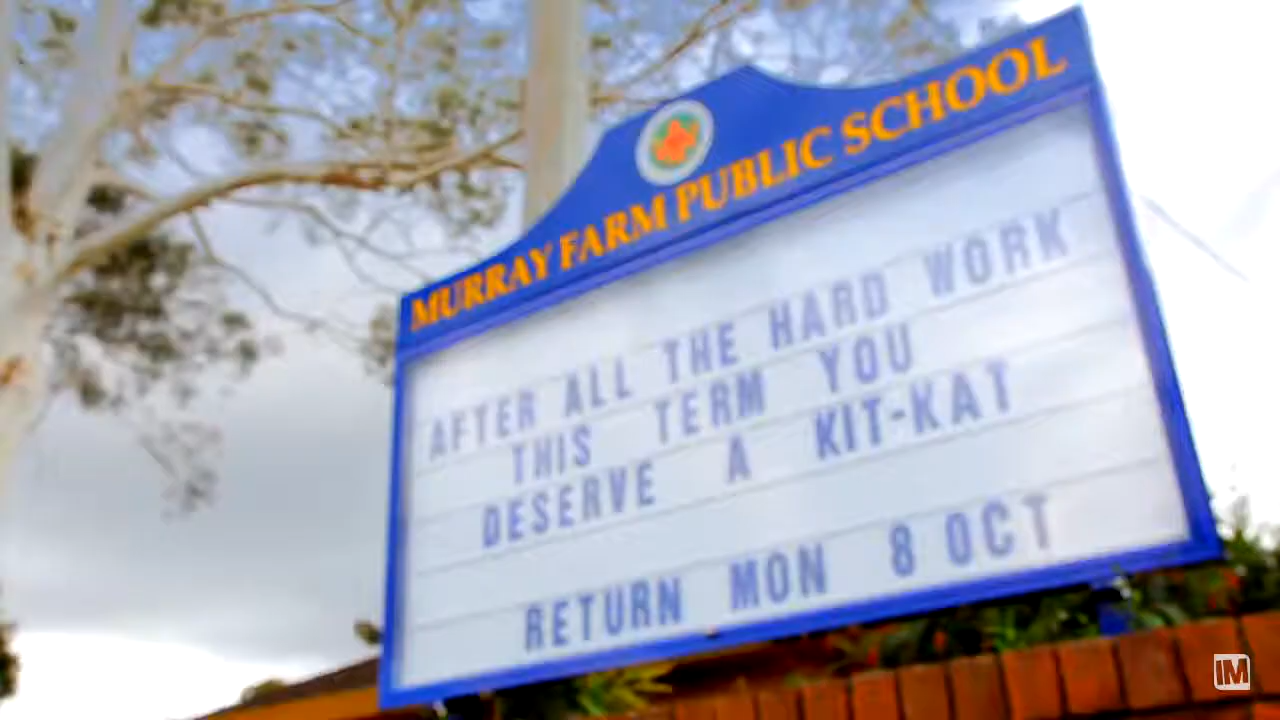 MURRAY FARM PUBLIC SCHOOL
AFTER ALL THE HARD WORK
THIS TERM YOU
DESERVE A KIT-KAT
RETURN MON 8 OCT
IM